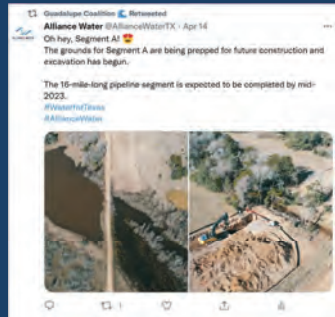 Guadalupe Coalition 🌊 Retweeted
Alliance Water @AllianceWaterTX · Apr 14
Oh hey, Segment A! 😍
The grounds for Segment A are being prepped for future construction and
excavation has begun.
The 16-mile-long pipeline segment is expected to be completed by mid-
2023.
#WaterforTexas
#AllianceWater
1